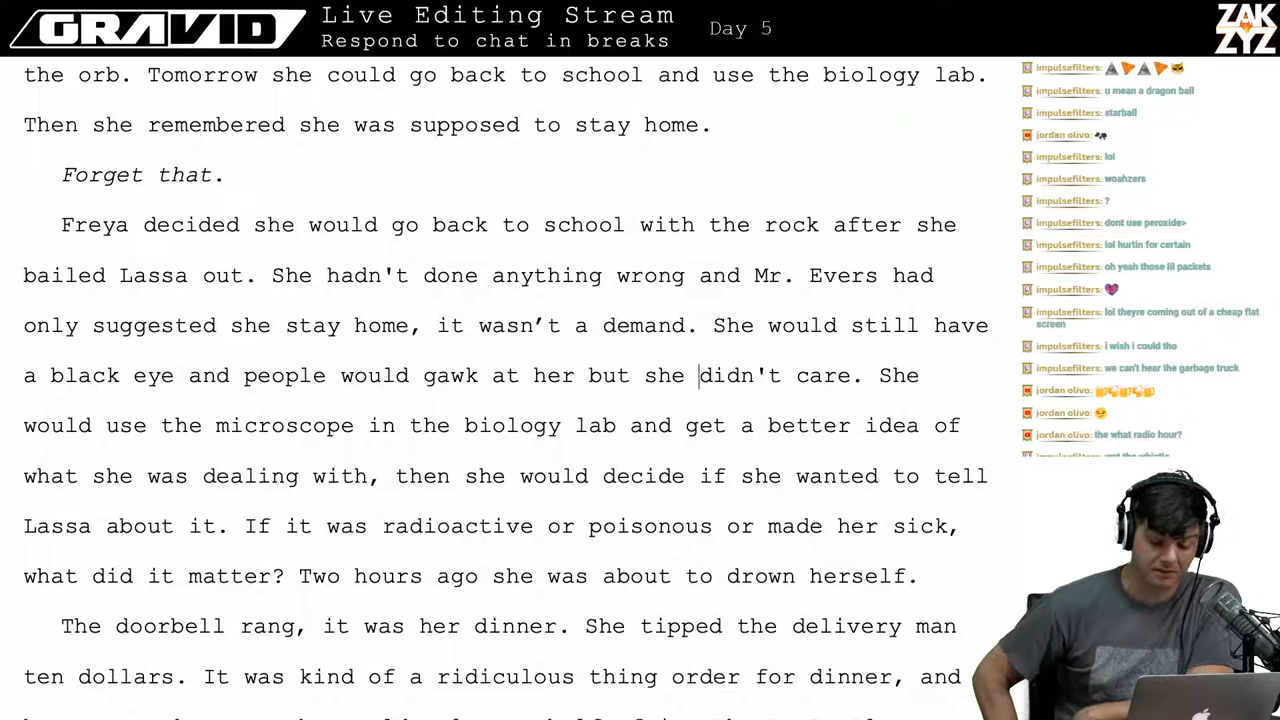 GRAVID
Live Editing Stream
Respond to chat in breaks
Day 5
ZAK
ZYZ
the orb. Tomorrow she could go back to school and use the biology lab.
Then she remembered she was supposed to stay home.
Forget that.
Freya decided she would go back to school with the rock after she
bailed Lassa out. She hadn't done anything wrong and Mr. Evers had
only suggested she stay home, it wasn’t a demand. She would still have
a black eye and people would gawk at her but she didn't care. She
would use the microscope in the biology lab and get a better idea of
what she was dealing with, then she would decide if she wanted to tell
Lassa about it. If it was radioactive or poisonous or made her sick,
what did it matter? Two hours ago she was about to drown herself.
The doorbell rang, it was her dinner. She tipped the delivery man
ten dollars. It was kind of a ridiculous thing order for dinner, and
impulsefilters:
impulsefilters: u mean a dragon ball
impulsefilters: starball
jordan olivo:
impulsefilters: lol
impulsefilters: woahzers
impulsefilters: ?
impulsefilters: dont use peroxide>
impulsefilters: lol hurtin for certain
impulsefilters: oh yeah those lil packets
impulsefilters:
impulsefilters: lol theyre coming out of a cheap flat
screen
impulsefilters: i wish i could tho
impulsefilters: we can't hear the garbage truck
jordan olivo:
jordan olivo:
jordan olivo: the what radio hour?
impulsefilters: wet the whistle